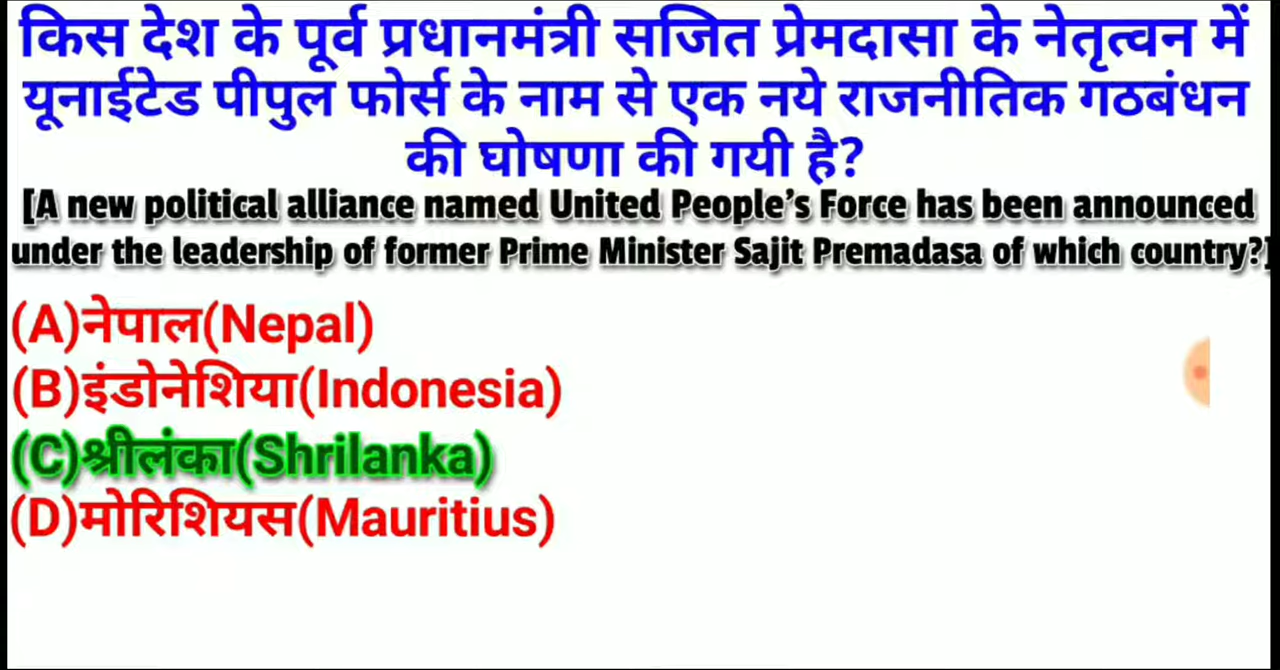 किस देश के पूर्व प्रधानमंत्री सजित प्रेमदासा के नेतृत्वन में
यूनाईटेड पीपुल फोर्स के नाम से एक नये राजनीतिक गठबंधन
की घोषणा की गयी है?
[A new political alliance named United People's Force has been announced
under the leadership of former Prime Minister Sajit Premadasa of which country?]
(A)नेपाल(Nepal)
(B)इंडोनेशिया(Indonesia)
(C)श्रीलंका(Shrilanka)
(D)मोरिशियस(Mauritius)